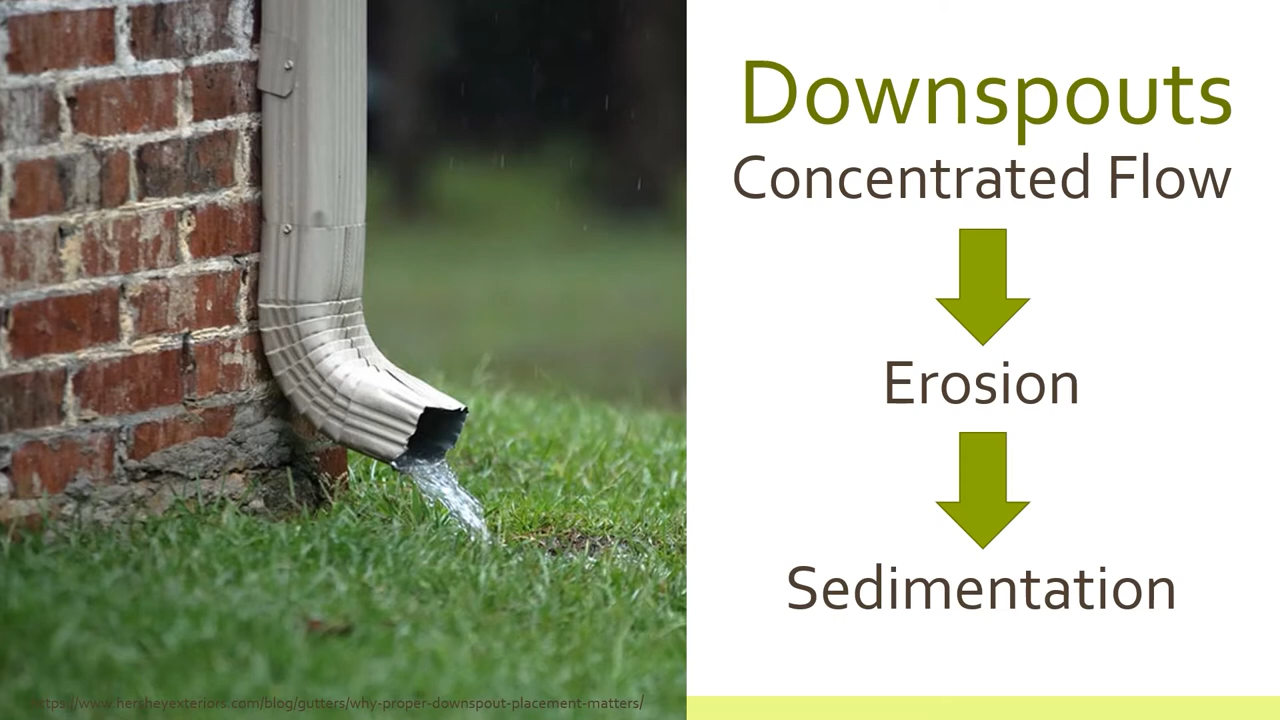 Downspouts
Concentrated Flow
Erosion
Sedimentation
https://www.hersheyexteriors.com/blog/gutters/why-proper-downspout-placement-matters/